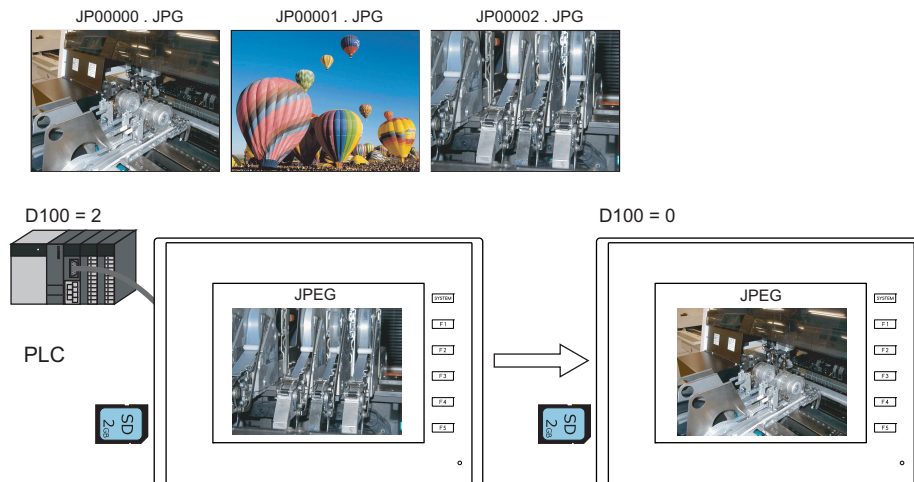 JP00000 . JPG
JP00001 . JPG
JP00002 . JPG
D100 = 2
D100 = 0
PLC
JPEG
SYSTEM
F1
F2
F3
F4
F5
SD
2GB
JPEG
SYSTEM
F1
F2
F3
F4
F5
SD
2GB